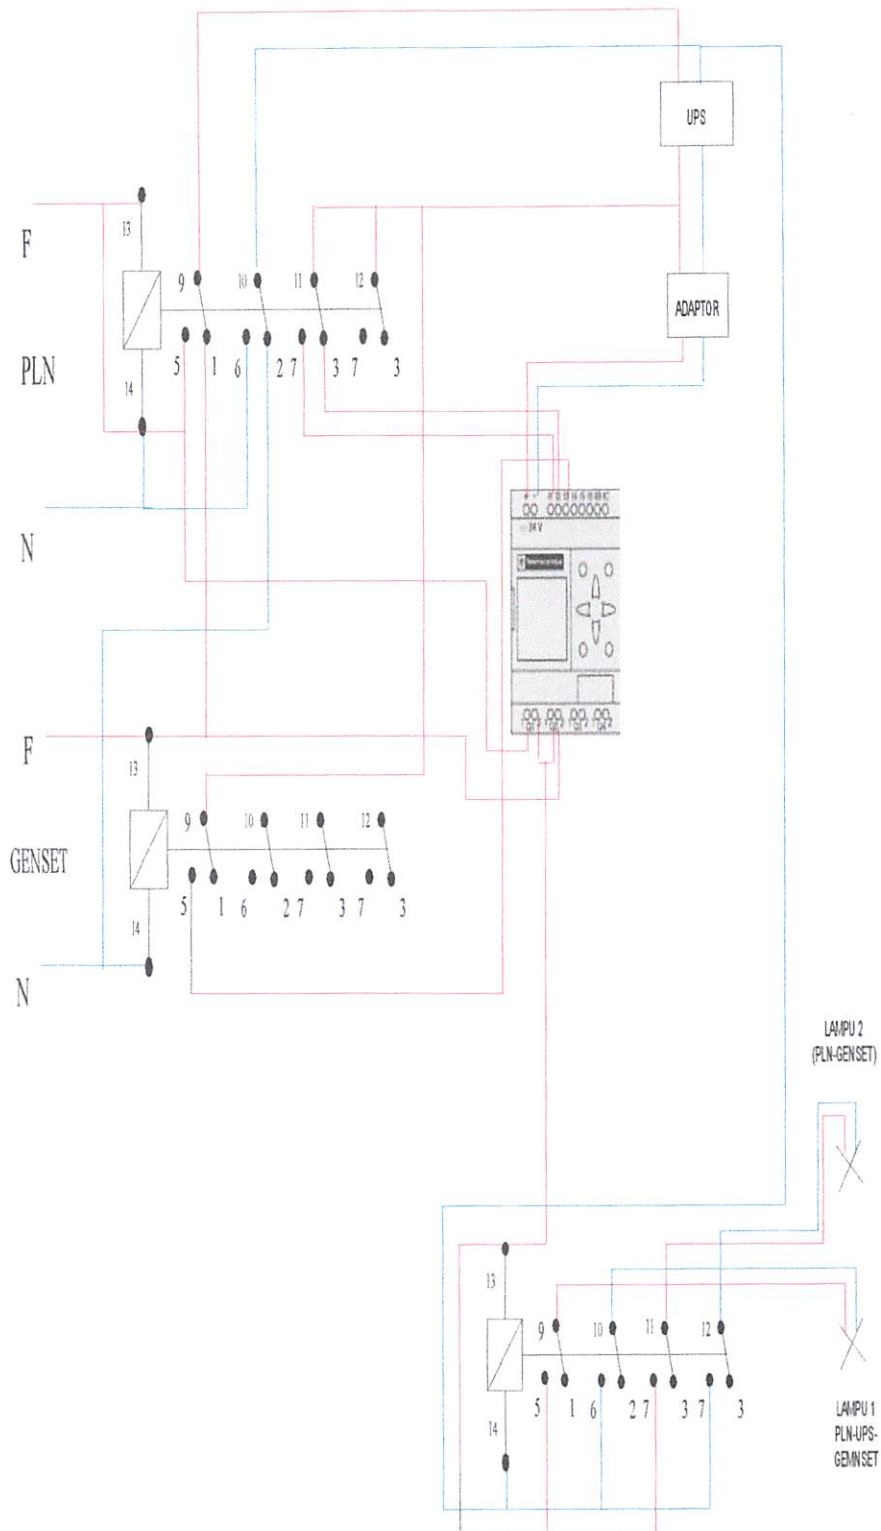 UPS
13
F
9
10
11
12
ADAPTOR
PLN
5
1
6
2
7
3
7
3
14
N
24 V
Telemecanique
F
13
9
10
11
12
GENSET
5
1
6
2
7
3
7
3
14
N
LAMPU 2
(PLN-GENSET)
13
9
10
11
12
5
1
6
2
7
3
7
3
14
LAMPU 1
PLN-UPS-
GEMNSET